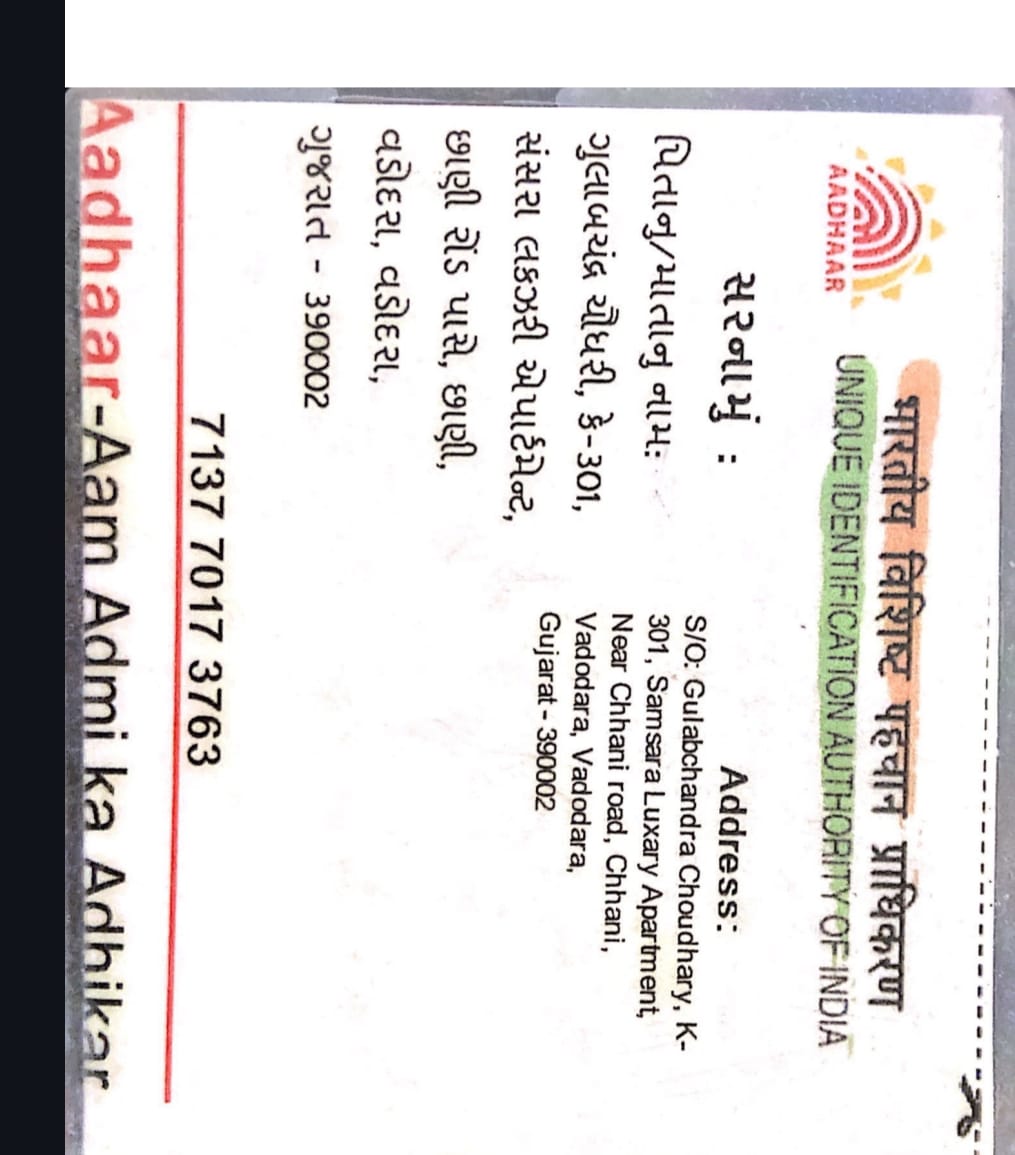 भारतीय विशिष्ट पहचान प्राधिकरण
UNIQUE IDENTIFICATION AUTHORITY OF INDIA
AADHAAR
સરનામું :
પિતાનુ/માતાનુ નામઃ
ગુલાબચંદ્ર ચૌધરી, કે-301,
સંસરા લકઝરી એપાર્ટમેન્ટ,
છાણી રોંડ પાસે, છાણી,
વડોદરા, વડોદરા,
ગુજરાત - 390002
Address:
S/O: Gulabchandra Choudhary, K-
301, Samsara Luxary Apartment,
Near Chhani road, Chhani,
Vadodara, Vadodara,
Gujarat - 390002
7137 7017 3763
Aadhaar-Aam Admi ka Adhikar